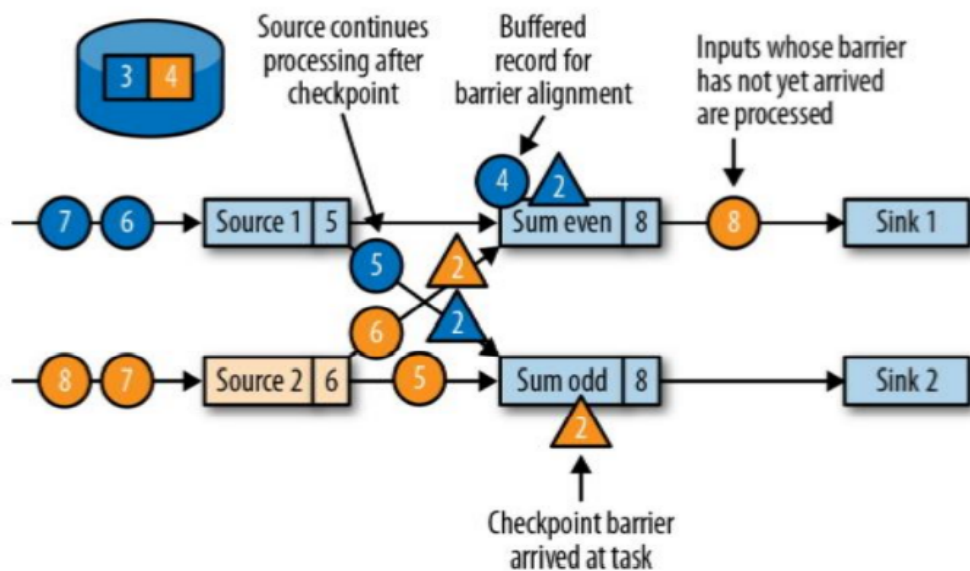 Source continues
processing after
checkpoint
Buffered
record for
barrier alignment
Inputs whose barrier
has not yet arrived
are processed
3 4
4 2
7 6 Source 1 5 Sum even 8 8 Sink 1
5 2
6 2
8 7 Source 2 6 5 Sum odd 8 Sink 2
2
Checkpoint barrier
arrived at task